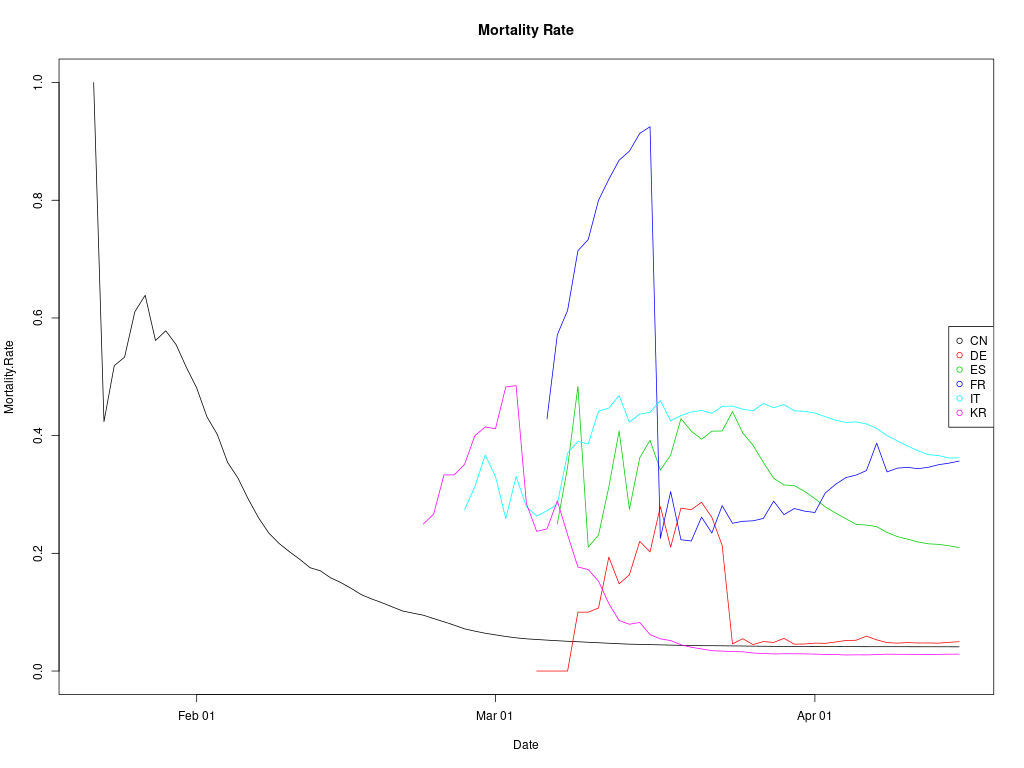 Mortality Rate
Mortality.Rate
1.0
0.8
0.6
0.4
0.2
0.0
CN
DE
ES
FR
IT
KR
Feb 01
Mar 01
Apr 01
Date